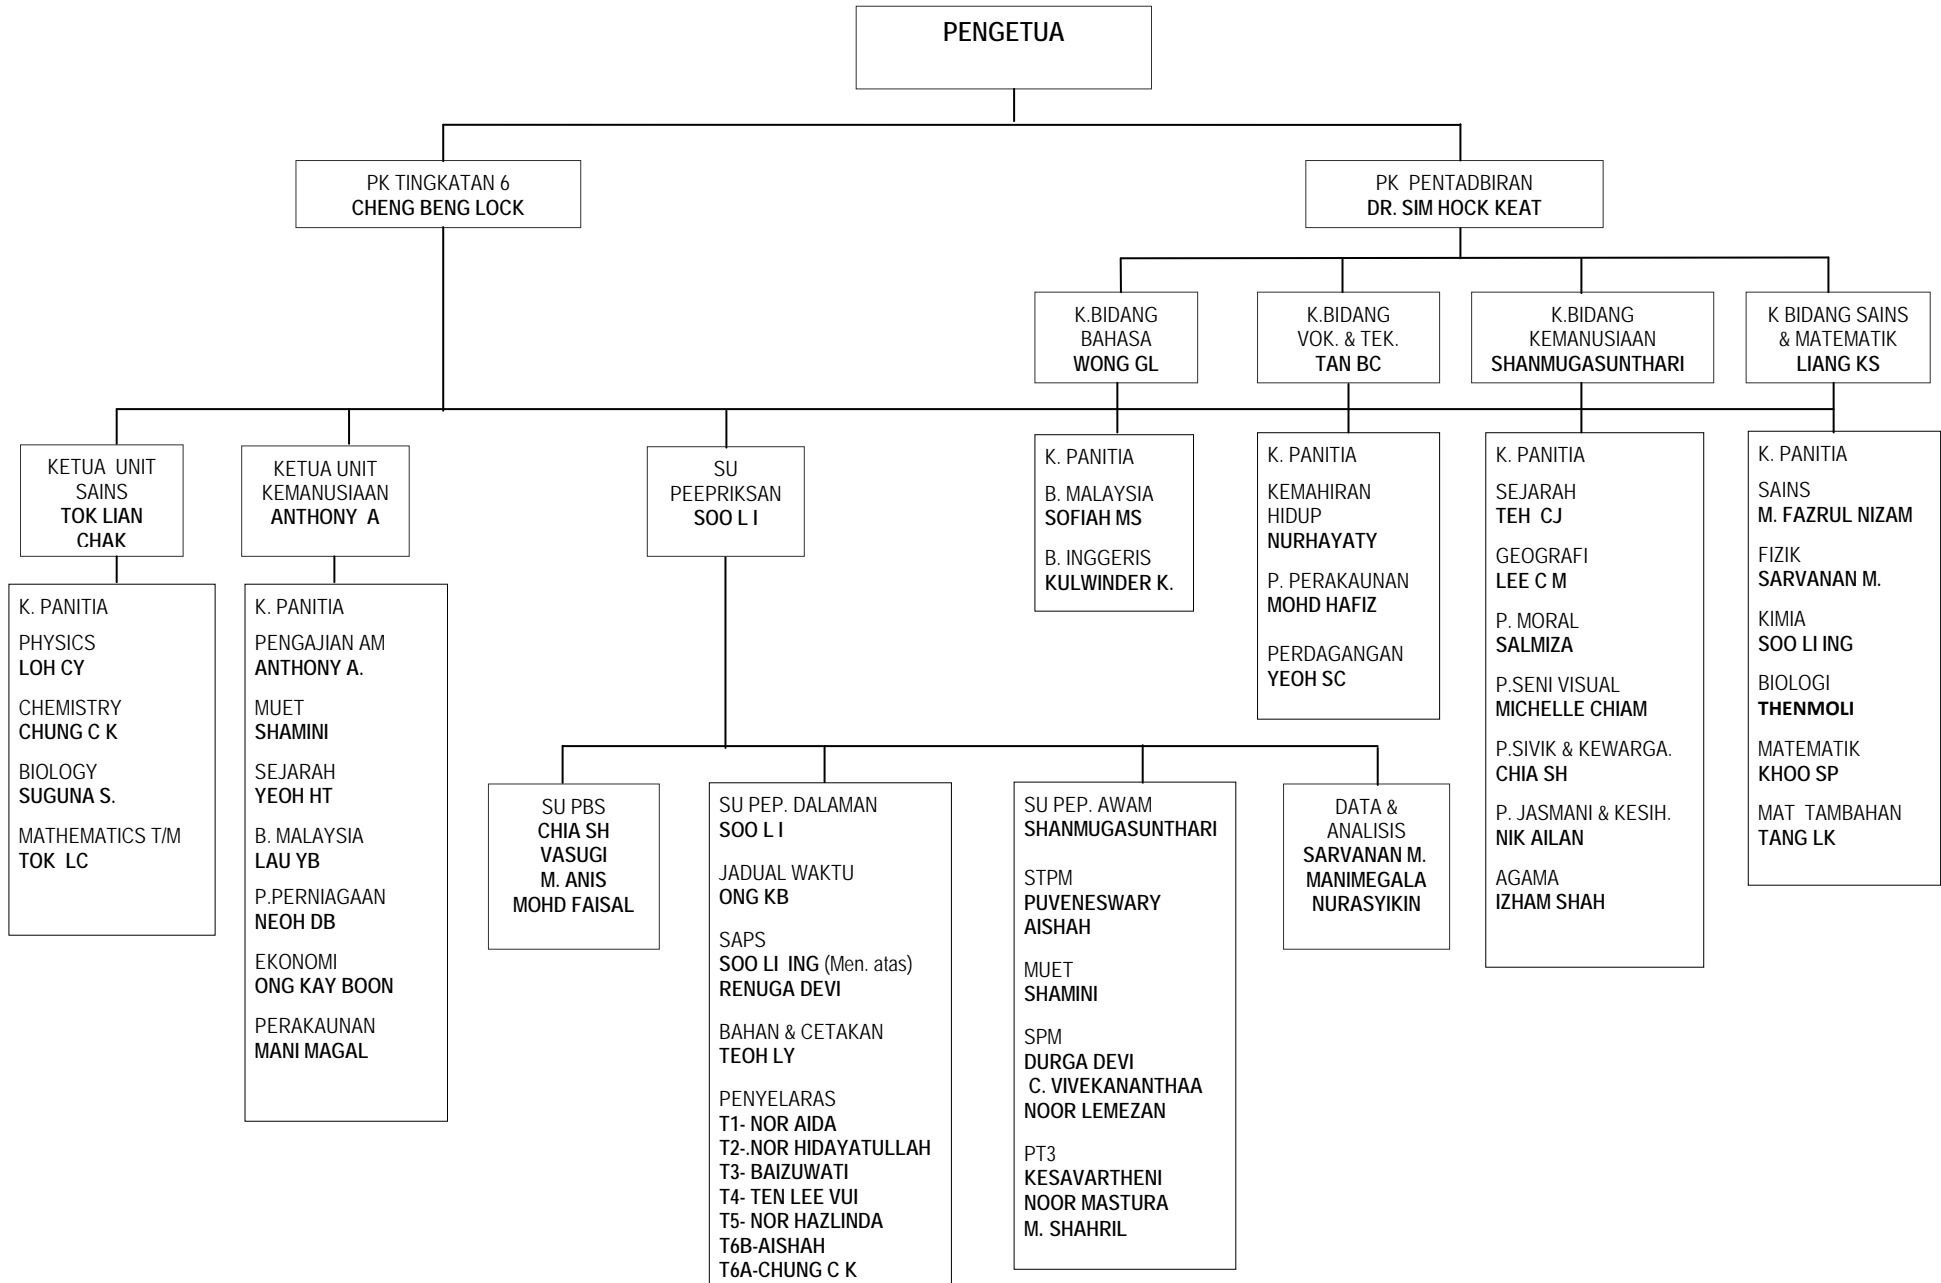 PENGETUA
PK TINGKATAN 6
CHENG BENG LOCK
PK PENTADBIRAN
DR. SIM HOCK KEAT
K.BIDANG
BAHASA
WONG GL
K.BIDANG
VOK. & TEK.
TAN BC
K.BIDANG
KEMANUSIAAN
SHANMUGASUNTHARI
K BIDANG SAINS
& MATEMATIK
LIANG KS
KETUA UNIT
SAINS
TOK LIAN
CHAK
KETUA UNIT
KEMANUSIAAN
ANTHONY A
SU
PEEPRIKSAN
SOO L I
K. PANITIA
B. MALAYSIA
SOFIAH MS
B. INGGERIS
KULWINDER K.
K. PANITIA
KEMAHIRAN
HIDUP
NURHAYATY
P. PERAKAUNAN
MOHD HAFIZ
PERDAGANGAN
YEOH SC
K. PANITIA
SEJARAH
TEH CJ
GEOGRAFI
LEE C M
P. MORAL
SALMIZA
P.SENI VISUAL
MICHELLE CHIAM
P.SIVIK & KEWARGA.
CHIA SH
P. JASMANI & KESIH.
NIK AILAN
AGAMA
IZHAM SHAH
K. PANITIA
SAINS
M. FAZRUL NIZAM
FIZIK
SARVANAN M.
KIMIA
SOO LI ING
BIOLOGI
THENMOLI
MATEMATIK
KHOO SP
MAT TAMBAHAN
TANG LK
K. PANITIA
PHYSICS
LOH CY
CHEMISTRY
CHUNG C K
BIOLOGY
SUGUNA S.
MATHEMATICS T/M
TOK LC
K. PANITIA
PENGAJIAN AM
ANTHONY A.
MUET
SHAMINI
SEJARAH
YEOH HT
B. MALAYSIA
LAU YB
P.PERNIAGAAN
NEOH DB
EKONOMI
ONG KAY BOON
PERAKAUNAN
MANI MAGAL
SU PBS
CHIA SH
VASUGI
M. ANIS
MOHD FAISAL
SU PEP. DALAMAN
SOO L I
JADUAL WAKTU
ONG KB
SAPS
SOO LI ING (Men. atas)
RENUGA DEVI
BAHAN & CETAKAN
TEOH LY
PENYELARAS
T1- NOR AIDA
T2-.NOR HIDAYATULLAH
T3- BAIZUWATI
T4- TEN LEE VUI
T5- NOR HAZLINDA
T6B-AISHAH
T6A-CHUNG C K
SU PEP. AWAM
SHANMUGASUNTHARI
STPM
PUVENESWARY
AISHAH
MUET
SHAMINI
SPM
DURGA DEVI
C. VIVEKANANTHAA
NOOR LEMEZAN
PT3
KESAVARTHENI
NOOR MASTURA
M. SHAHRIL
DATA &
ANALISIS
SARVANAN M.
MANIMEGALA
NURASYIKIN